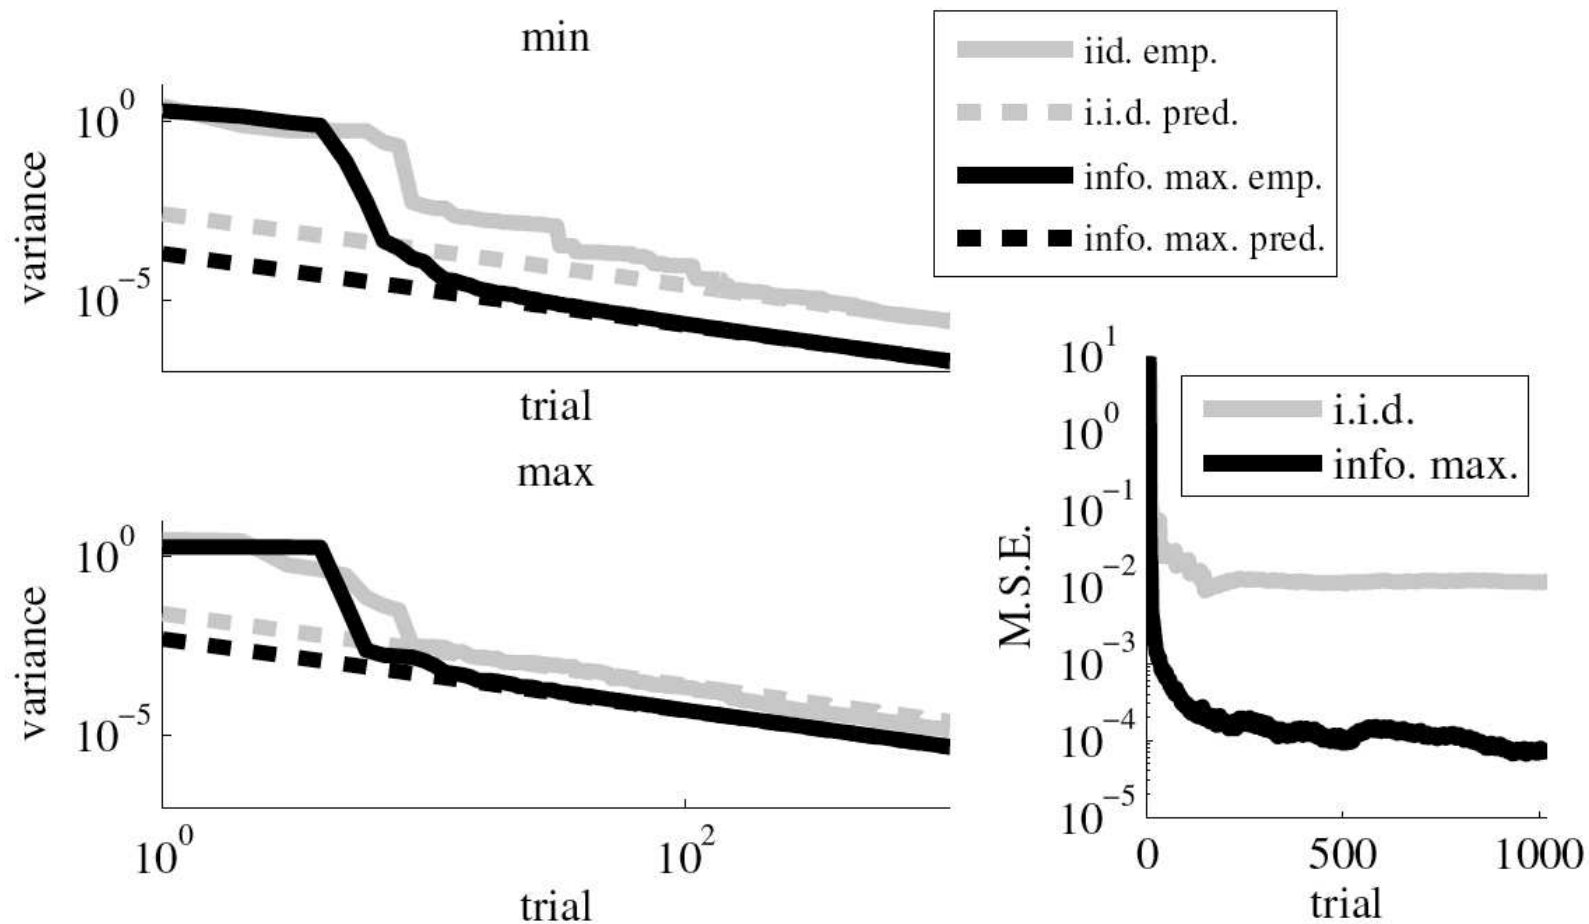 min
10^0
10^−5
variance
trial
iid. emp.
i.i.d. pred.
info. max. emp.
info. max. pred.
max
10^0
10^−5
variance
10^0
10^2
trial
10^1
10^0
10^−1
10^−2
10^−3
10^−4
10^−5
M.S.E.
i.i.d.
info. max.
0
500
1000
trial